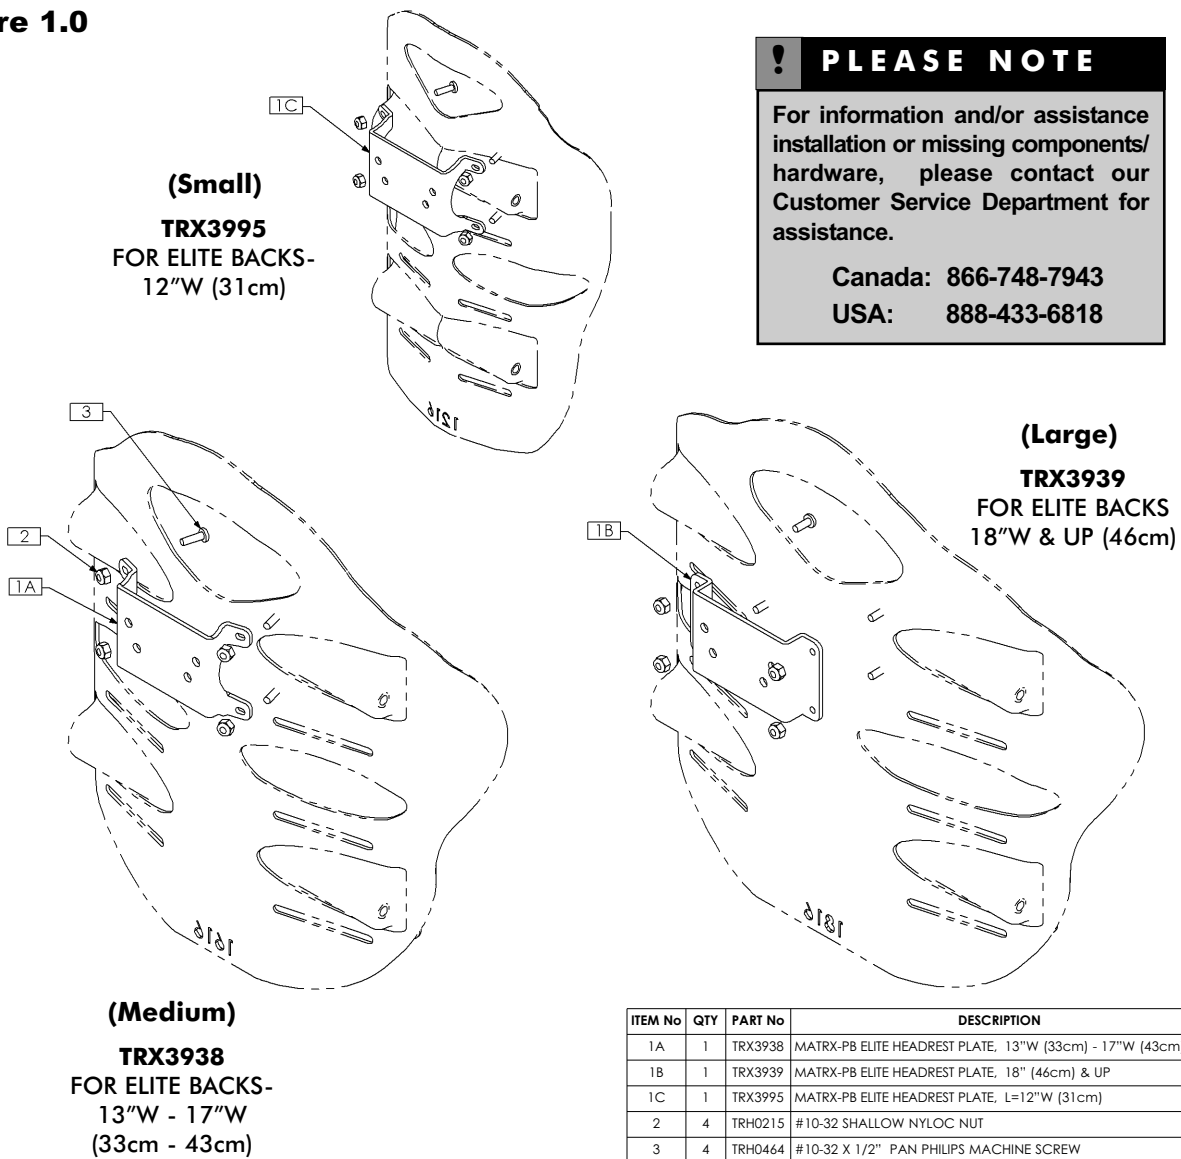 re 1.0
! PLEASE NOTE
For information and/or assistance
installation or missing components/
hardware, please contact our
Customer Service Department for
assistance.
Canada: 866-748-7943
USA: 888-433-6818
1C
(Small)
TRX3995
FOR ELITE BACKS-
12"W (31cm)
1216
3
2
1A
1616
(Medium)
TRX3938
FOR ELITE BACKS-
13"W - 17"W
(33cm - 43cm)
1B
(Large)
TRX3939
FOR ELITE BACKS
18"W & UP (46cm)
1816
ITEM No QTY PART No DESCRIPTION
1A 1 TRX3938 MATRX-PB ELITE HEADREST PLATE, 13"W (33cm) - 17"W (43cm
1B 1 TRX3939 MATRX-PB ELITE HEADREST PLATE, 18" (46cm) & UP
1C 1 TRX3995 MATRX-PB ELITE HEADREST PLATE, L=12"W (31cm)
2 4 TRH0215 #10-32 SHALLOW NYLOC NUT
3 4 TRH0464 #10-32 X 1/2" PAN PHILIPS MACHINE SCREW